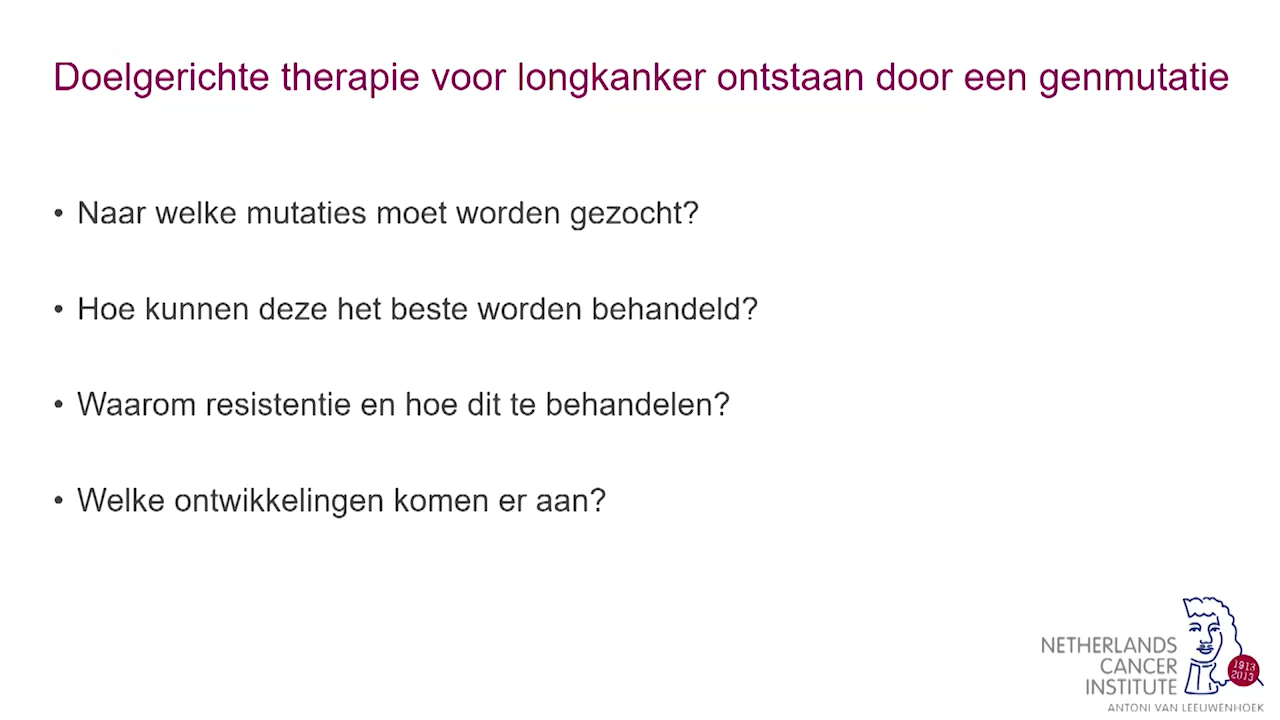 Doelgerichte therapie voor longkanker ontstaan door een genmutatie
• Naar welke mutaties moet worden gezocht?
• Hoe kunnen deze het beste worden behandeld?
• Waarom resistentie en hoe dit te behandelen?
• Welke ontwikkelingen komen er aan?
NETHERLANDS
CANCER
INSTITUTE
1913
2013
ANTONI VAN LEEUWENHOEK